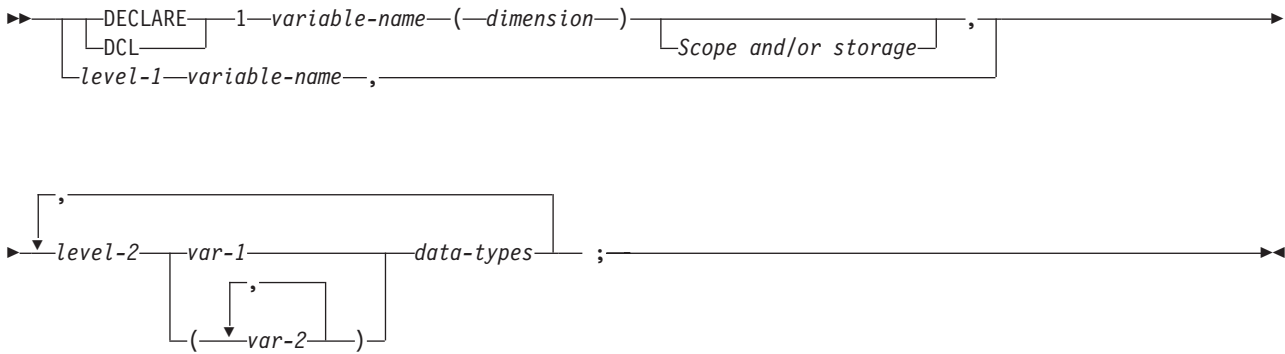 DECLARE 1 variable-name ( dimension ) ,
DCL Scope and/or storage
level-1 variable-name ,
,
level-2 var-1 data-types ;
,
( var-2 )